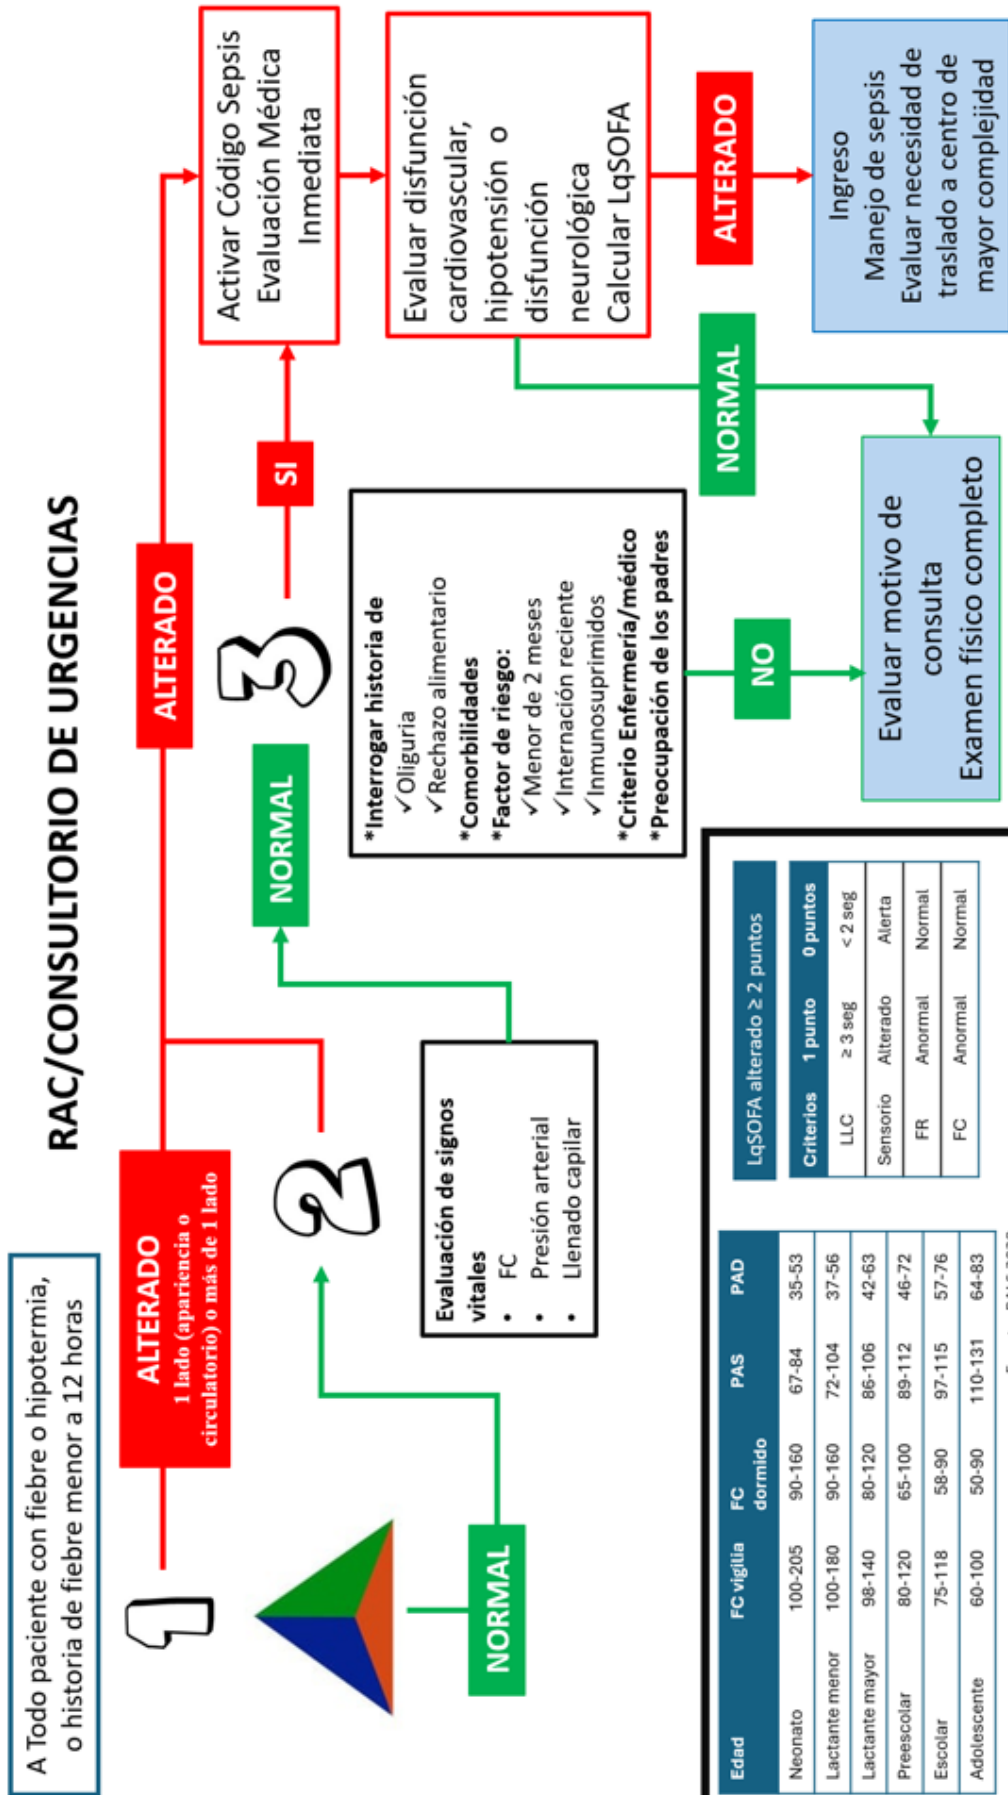 RAC/CONSULTORIO DE URGENCIAS
A Todo paciente con fiebre o hipotermia,
o historia de fiebre menor a 12 horas
1
ALTERADO
1 lado (apariencia o
circulatorio) o más de 1 lado
NORMAL
2
Evaluación de signos
vitales
• FC
• Presión arterial
• Llenado capilar
ALTERADO
NORMAL
3
*Interrogar historia de
✓Oliguria
✓Rechazo alimentario
*Comorbilidades
*Factor de riesgo:
✓Menor de 2 meses
✓Internación reciente
✓Inmunosuprimidos
*Criterio Enfermería/médico
*Preocupación de los padres
SI
NO
Activar Código Sepsis
Evaluación Médica
Inmediata
Evaluar disfunción
cardiovascular,
hipotensión o
disfunción
neurológica
Calcular LqSOFA
NORMAL
ALTERADO
Evaluar motivo de
consulta
Examen físico completo
Ingreso
Manejo de sepsis
Evaluar necesidad de
traslado a centro de
mayor complejidad
Edad FC vigilia FC dormido PAS PAD
Neonato 100-205 90-160 67-84 35-53
Lactante menor 100-180 90-160 72-104 37-56
Lactante mayor 98-140 80-120 86-106 42-63
Preescolar 80-120 65-100 89-112 46-72
Escolar 75-118 58-90 97-115 57-76
Adolescente 60-100 50-90 110-131 64-83
LqSOFA alterado ≥ 2 puntos
Criterios 1 punto 0 puntos
LLC ≥ 3 seg < 2 seg
Sensorio Alterado Alerta
FR Anormal Normal
FC Anormal Normal